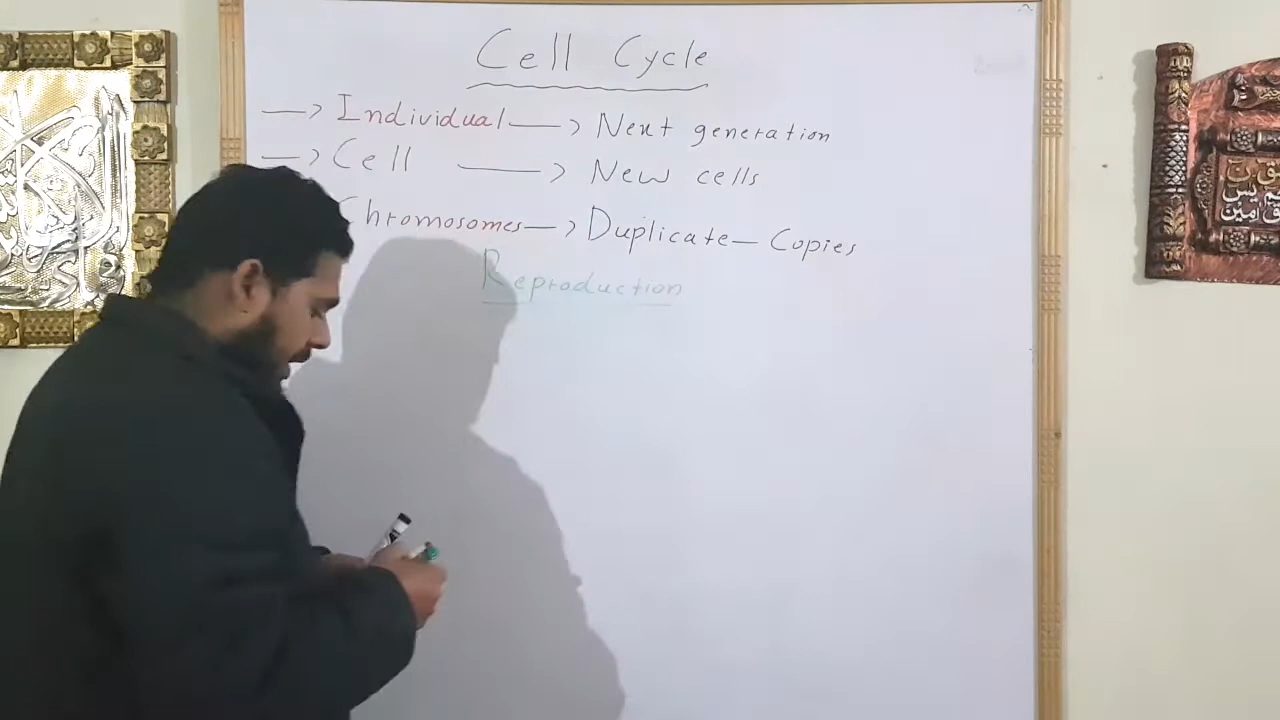 Cell Cycle
—> Individual —> Next generation
—> Cell —> New cells
Chromosomes —> Duplicate — Copies
Reproduction